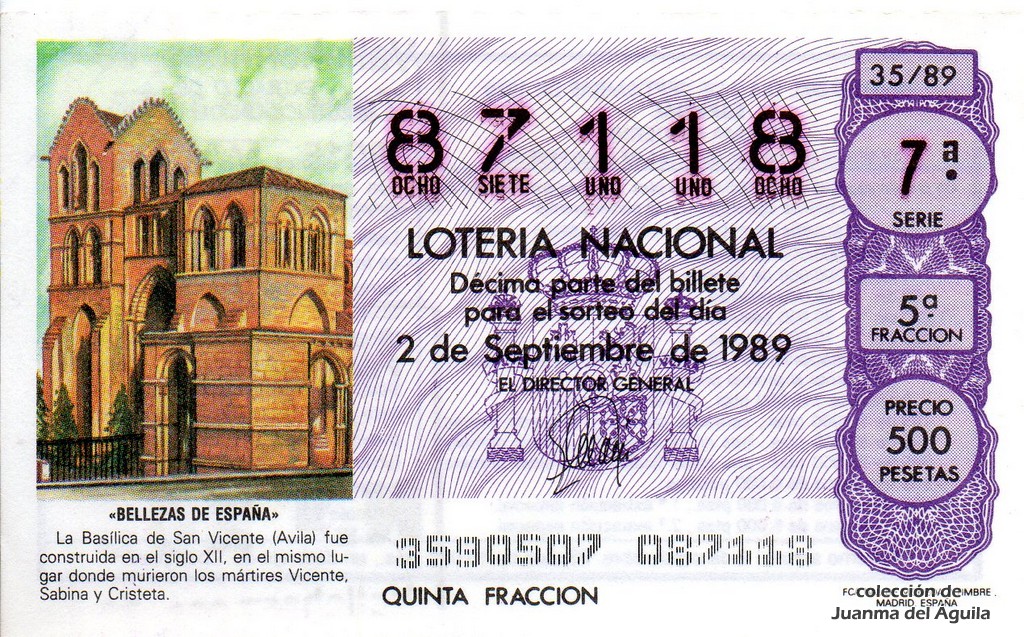 35/89
8 7 1 1 8
OCHO SIETE UNO UNO OCHO
7ª
SERIE
LOTERIA NACIONAL
Décima parte del billete
para el sorteo del día
2 de Septiembre de 1989
EL DIRECTOR GENERAL
5ª
FRACCION
PRECIO
500
PESETAS
«BELLEZAS DE ESPAÑA»
La Basílica de San Vicente (Avila) fue
construida en el siglo XII, en el mismo lu-
gar donde murieron los mártires Vicente,
Sabina y Cristeta.
3590507 087118
QUINTA FRACCION
colección de
MADRID ESPAÑA
Juanma del Aguila